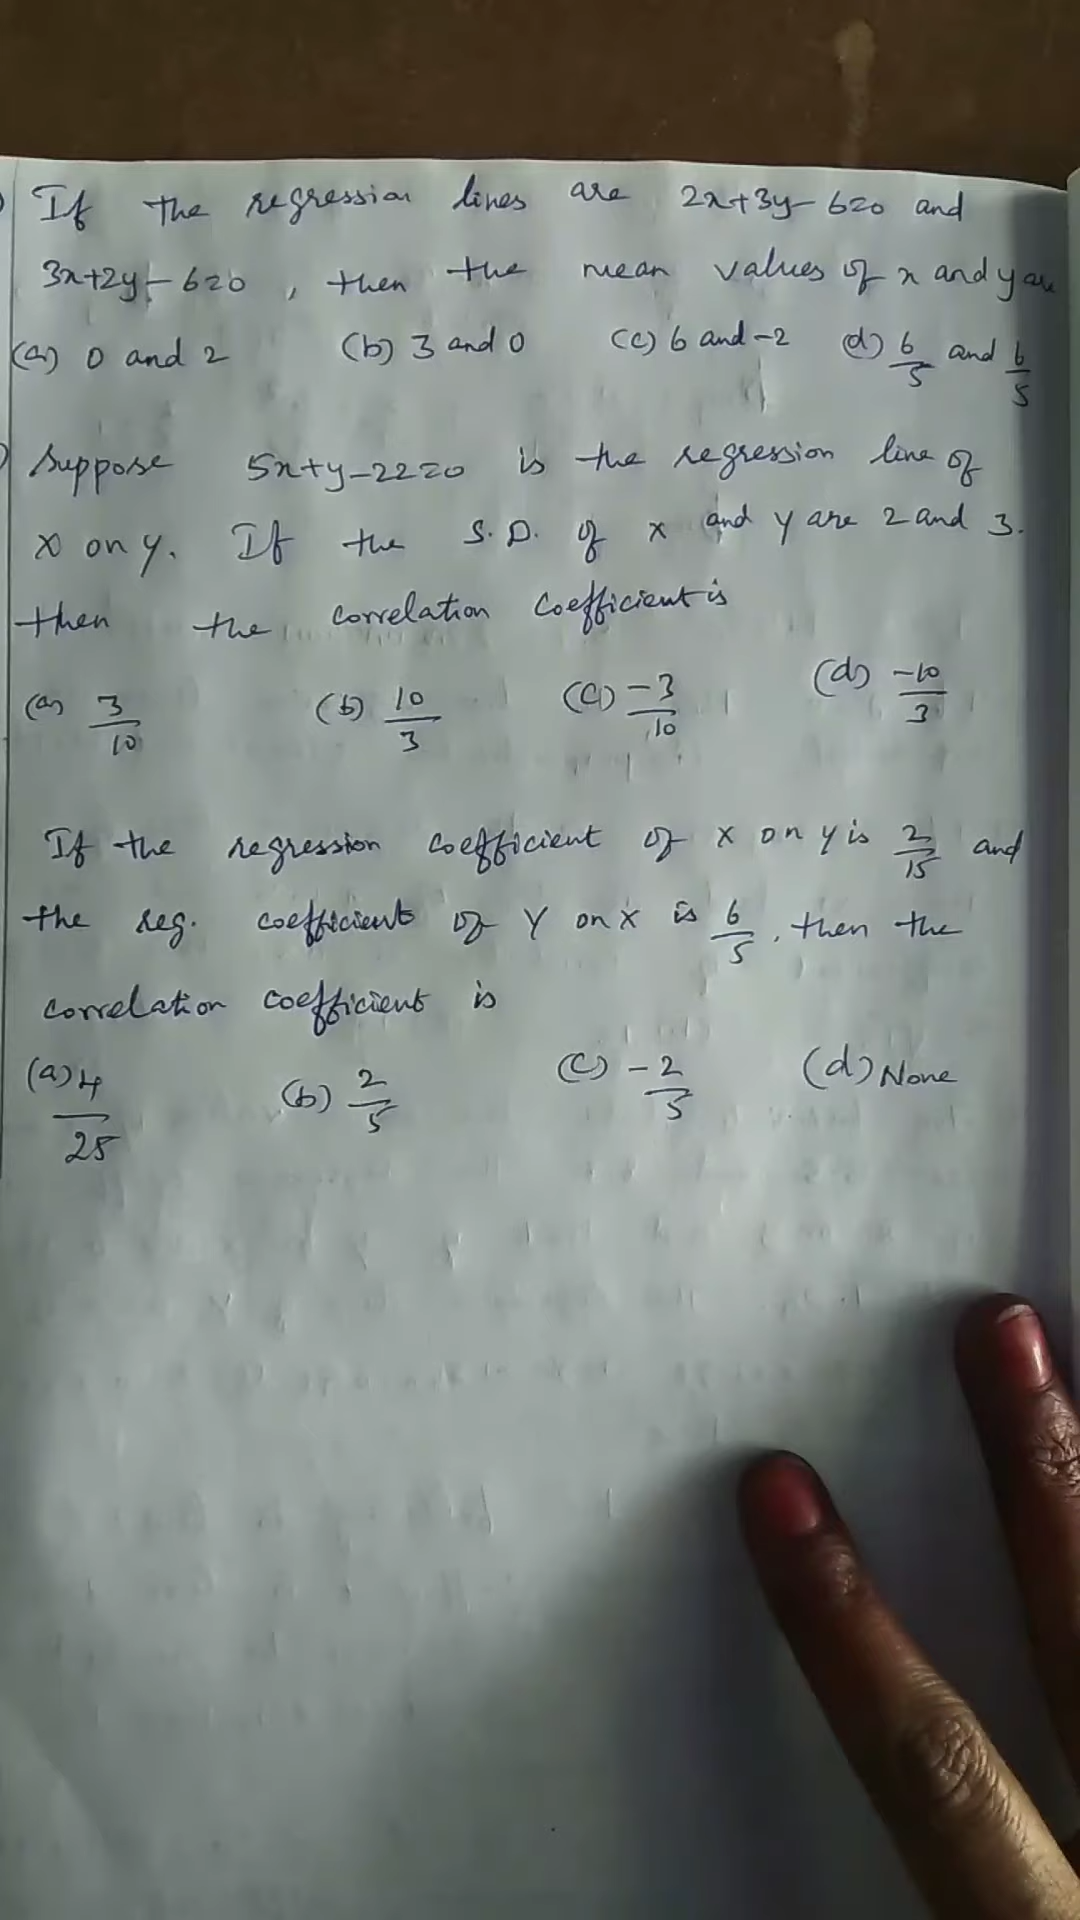 If the regression lines are 2x+3y-6=0 and
3x+2y-6=0, then the mean values of x and y are
(a) 0 and 2 (b) 3 and 0 (c) 6 and -2 (d) 6/5 and 6/5
Suppose 5x+y-22=0 is the regression line of
X on y. If the S.D. of x and y are 2 and 3.
then the correlation coefficient is
(a) 3/10 (b) 10/3 (c) -3/10 (d) -10/3
If the regression coefficient of X on y is 2/15 and
the reg. coefficient of Y on X is 6/5, then the
correlation coefficient is
(a) 4/25 (b) 2/5 (c) -2/5 (d) None